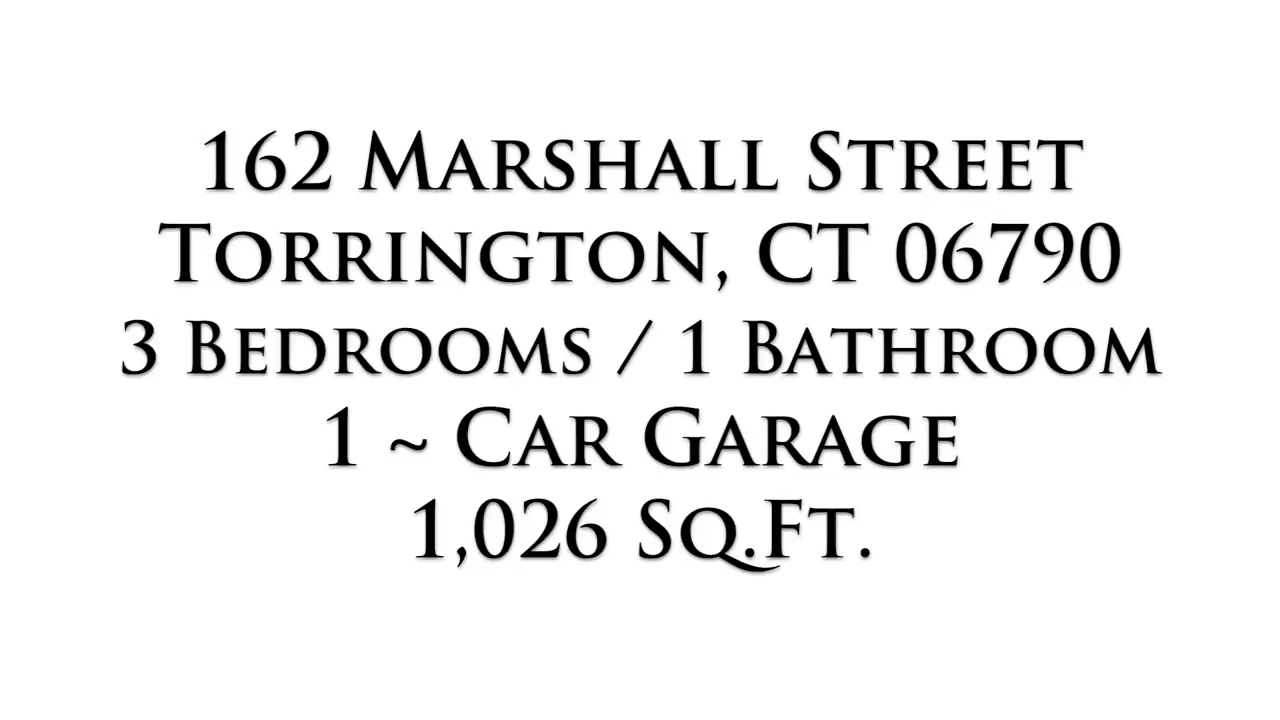 162 Marshall Street
Torrington, CT 06790
3 Bedrooms / 1 Bathroom
1 ~ Car Garage
1,026 Sq.Ft.